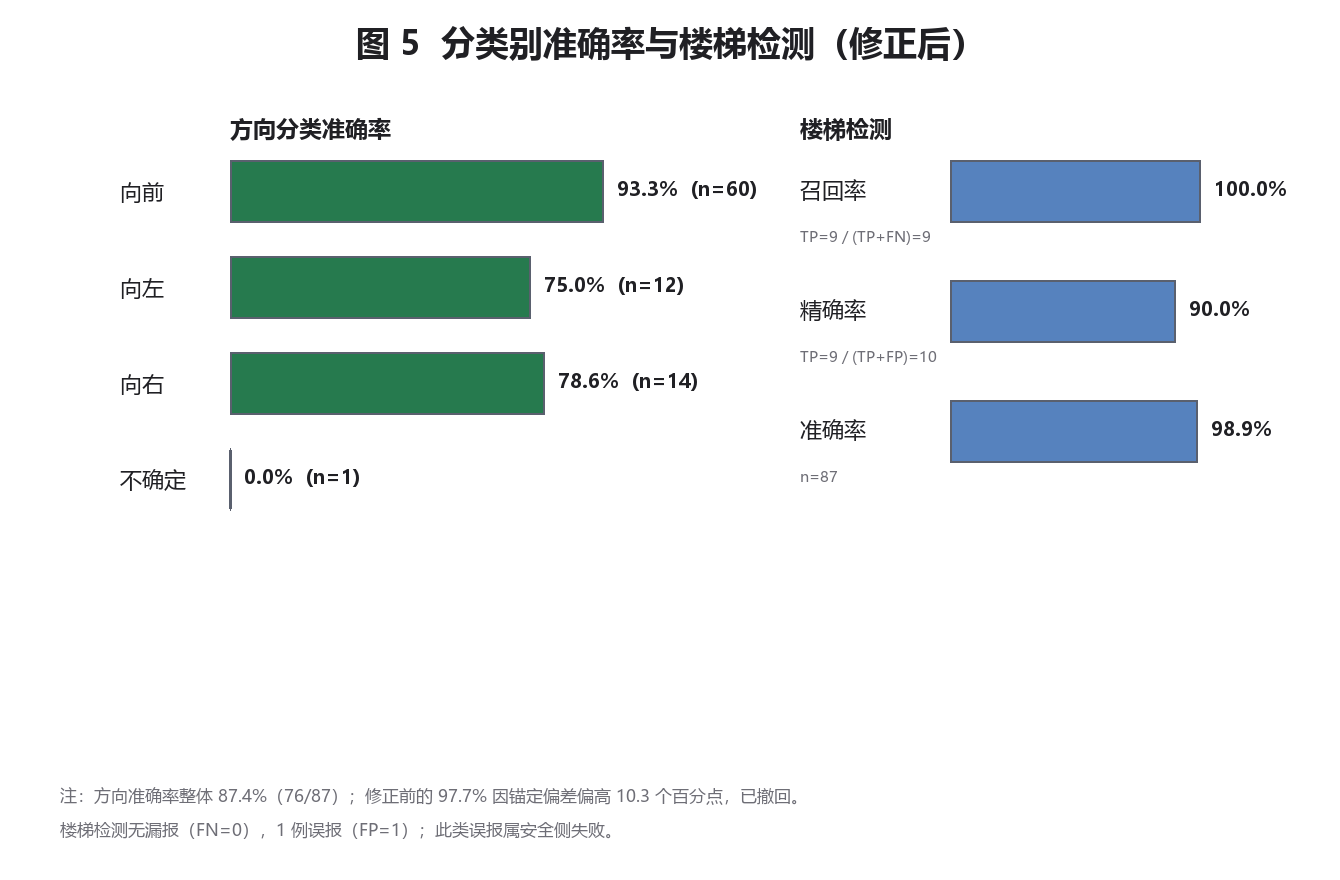 图 5 分类别准确率与楼梯检测（修正后）
方向分类准确率
向前
93.3% (n=60)
向左
75.0% (n=12)
向右
78.6% (n=14)
不确定
0.0% (n=1)
楼梯检测
召回率
100.0%
TP=9 / (TP+FN)=9
精确率
90.0%
TP=9 / (TP+FP)=10
准确率
98.9%
n=87
注：方向准确率整体 87.4%（76/87）；修正前的 97.7% 因锚定偏差偏高 10.3 个百分点，已撤回。
楼梯检测无漏报（FN=0），1 例误报（FP=1）；此类误报属安全侧失败。